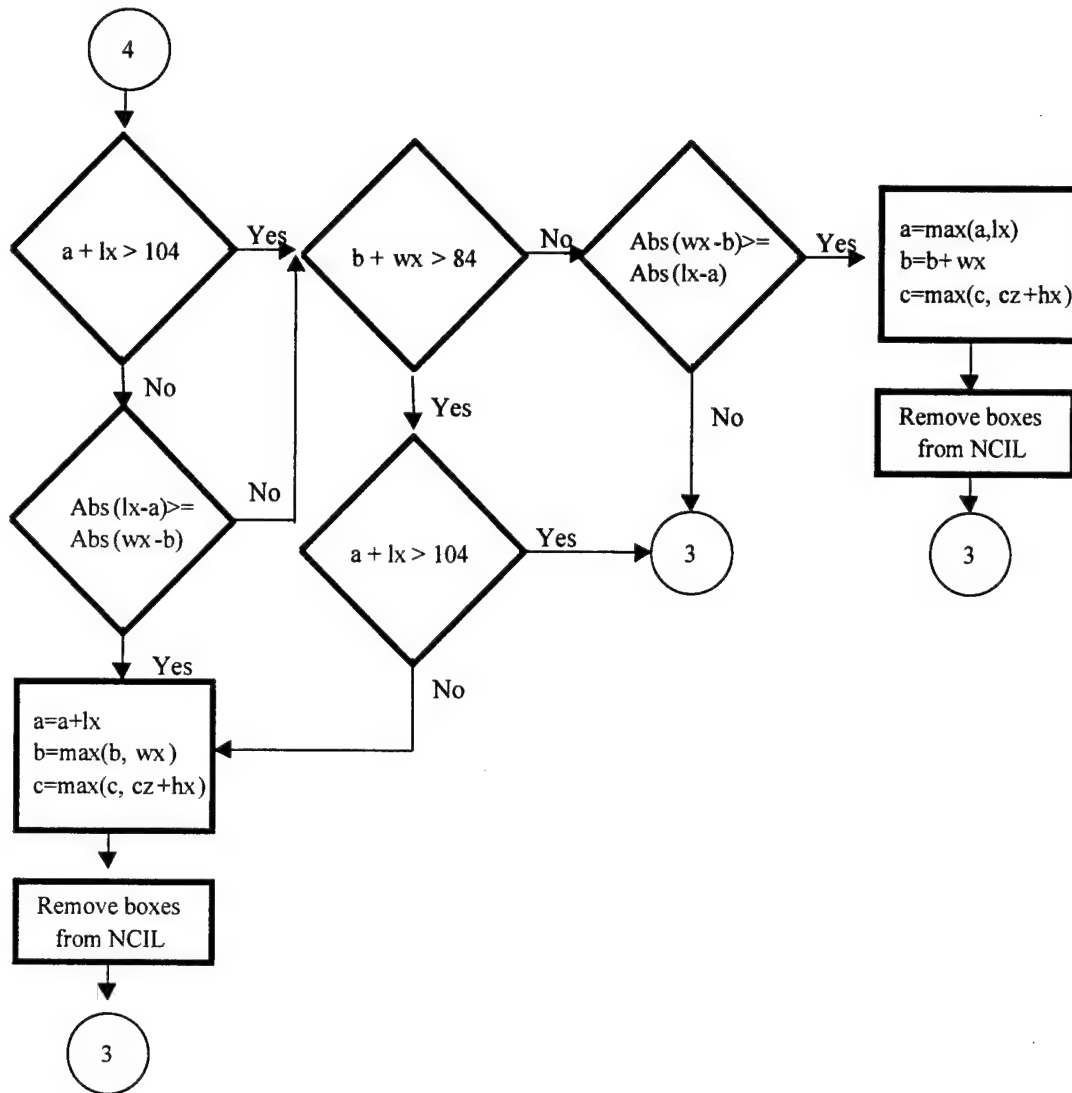 4
a + lx > 104
Yes
b + wx > 84
No
Abs(wx-b)>=
Abs(lx-a)
Yes
a=max(a,lx)
b=b+wx
c=max(c, cz+hx)
No
Yes
No
Remove boxes
from NCIL
Abs(lx-a)>=
Abs(wx-b)
No
a + lx > 104
Yes
3
3
Yes
No
a=a+lx
b=max(b, wx)
c=max(c, cz+hx)
Remove boxes
from NCIL
3